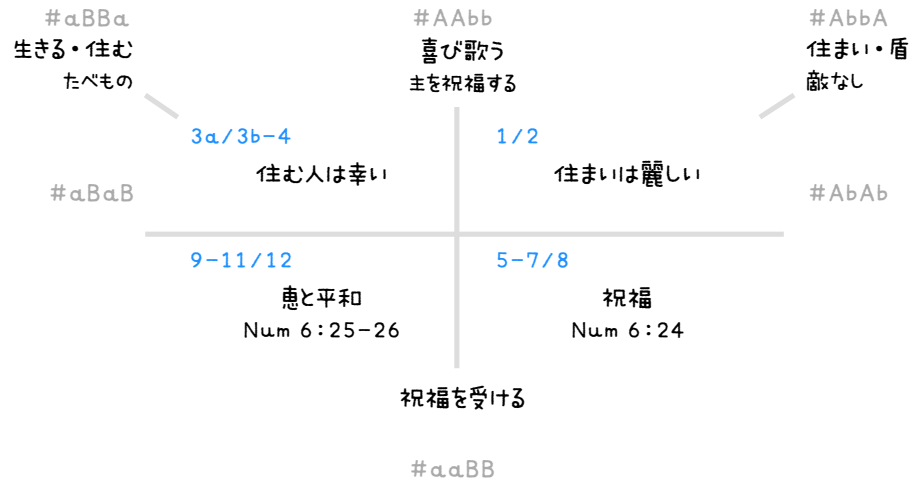 #aBBa
生きる・住む
たべもの
#AAbb
喜び歌う
主を祝福する
#AbbA
住まい・盾
敵なし
3a/3b-4
住む人は幸い
1/2
住まいは麗しい
#aBaB
#AbAb
9-11/12
恵と平和
Num 6:25-26
5-7/8
祝福
Num 6:24
祝福を受ける
#aaBB